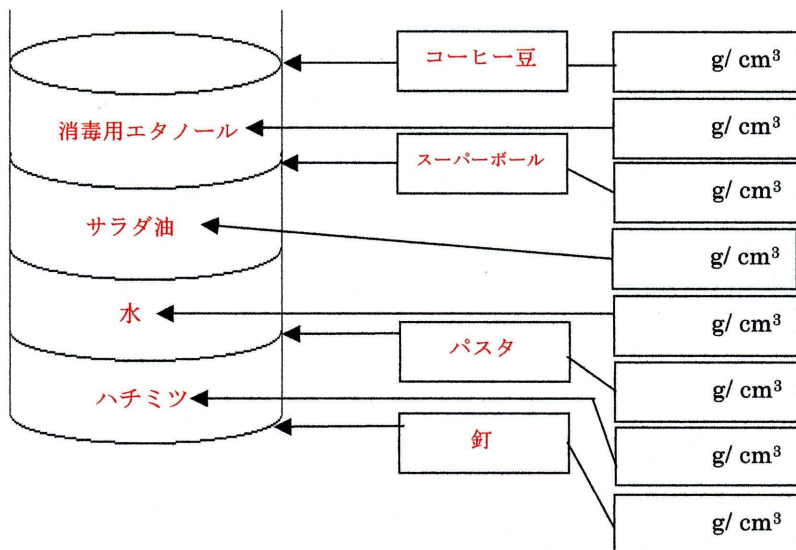 コーヒー豆
g/ cm³
消毒用エタノール
g/ cm³
スーパーボール
g/ cm³
サラダ油
g/ cm³
水
g/ cm³
パスタ
g/ cm³
ハチミツ
g/ cm³
釘
g/ cm³